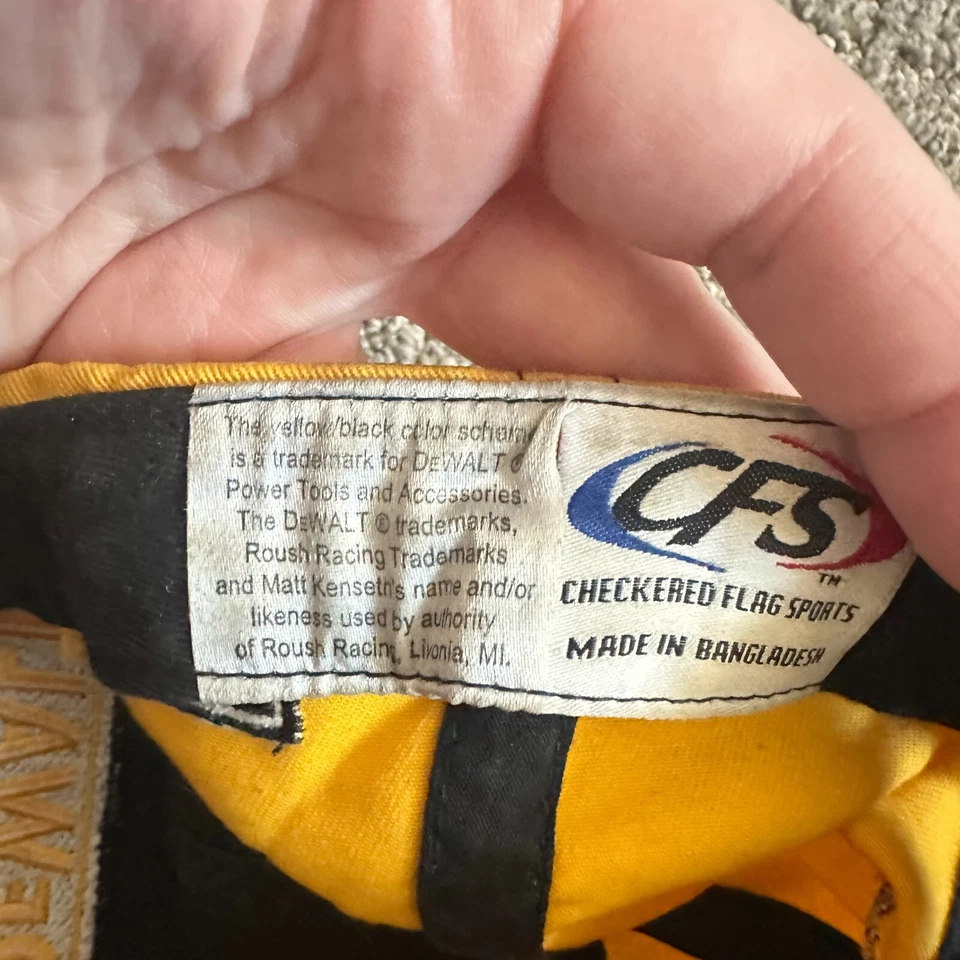 The yellow/black color scheme
is a trademark for DeWALT ®
Power Tools and Accessories.
The DeWALT ® trademarks,
Roush Racing Trademarks
and Matt Kenseth's name and/or
likeness used by authority
of Roush Racing, Livonia, MI.
CFS
TM
CHECKERED FLAG SPORTS
MADE IN BANGLADESH
DEWALT